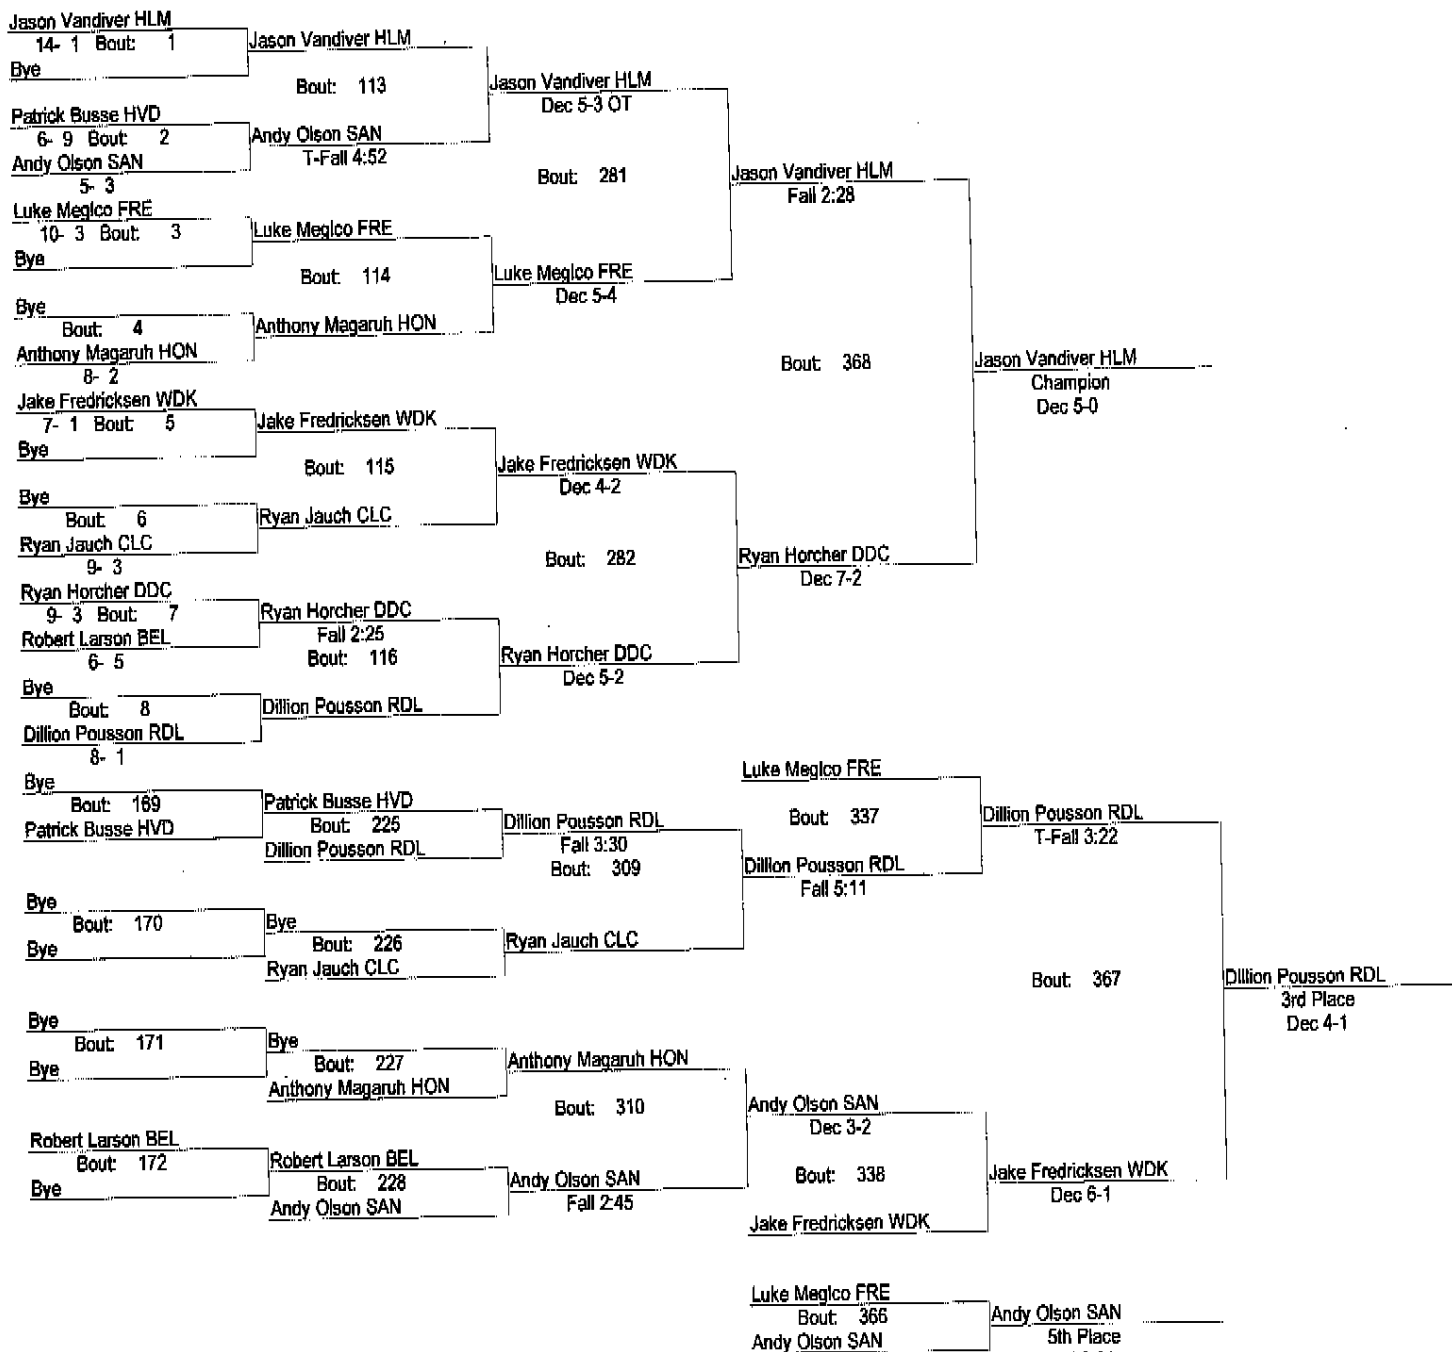 Jason Vandiver HLM
14- 1 Bout: 1
Bye
Jason Vandiver HLM
Bout: 113
Patrick Busse HVD
6- 9 Bout: 2
Andy Olson SAN
5- 3
Andy Olson SAN
T-Fall 4:52
Jason Vandiver HLM
Dec 5-3 OT
Bout: 281
Luke Meglco FRE
10- 3 Bout: 3
Bye
Luke Meglco FRE
Bout: 114
Bye
Bout: 4
Anthony Magaruh HON
8- 2
Anthony Magaruh HON
Luke Meglco FRE
Dec 5-4
Jason Vandiver HLM
Fall 2:28
Bout: 368
Jason Vandiver HLM
Champion
Dec 5-0
Jake Fredricksen WDK
7- 1 Bout: 5
Bye
Jake Fredricksen WDK
Bout: 115
Bye
Bout: 6
Ryan Jauch CLC
9- 3
Ryan Jauch CLC
Jake Fredricksen WDK
Dec 4-2
Bout: 282
Ryan Horcher DDC
9- 3 Bout: 7
Robert Larson BEL
6- 5
Ryan Horcher DDC
Fall 2:25
Bout: 116
Bye
Bout: 8
Dillion Pousson RDL
8- 1
Dillion Pousson RDL
Ryan Horcher DDC
Dec 5-2
Ryan Horcher DDC
Dec 7-2
Bye
Bout: 169
Patrick Busse HVD
Patrick Busse HVD
Bout: 225
Dillion Pousson RDL
Dillion Pousson RDL
Fall 3:30
Bout: 309
Bye
Bout: 170
Bye
Bye
Bout: 226
Ryan Jauch CLC
Ryan Jauch CLC
Luke Meglco FRE
Bout: 337
Dillion Pousson RDL
Fall 5:11
Dillion Pousson RDL
T-Fall 3:22
Bout: 367
Dillion Pousson RDL
3rd Place
Dec 4-1
Bye
Bout: 171
Bye
Bye
Bout: 227
Anthony Magaruh HON
Anthony Magaruh HON
Bout: 310
Robert Larson BEL
Bout: 172
Bye
Robert Larson BEL
Bout: 228
Andy Olson SAN
Andy Olson SAN
Fall 2:45
Andy Olson SAN
Dec 3-2
Bout: 338
Jake Fredricksen WDK
Jake Fredricksen WDK
Dec 6-1
Luke Meglco FRE
Bout: 366
Andy Olson SAN
Andy Olson SAN
5th Place